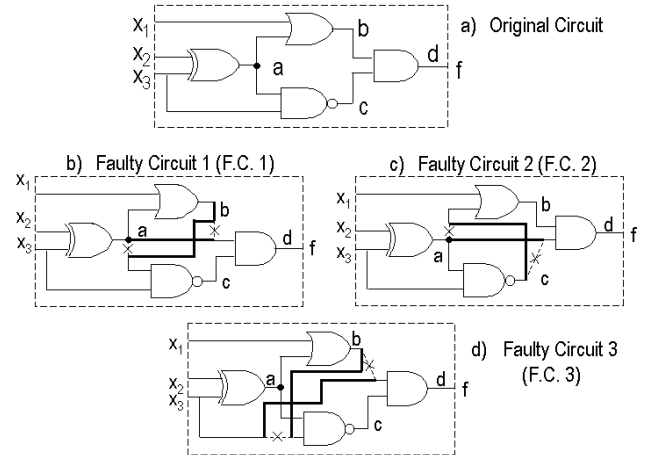 a) Original Circuit
x1
x2
x3
a
b
c
d
f
b) Faulty Circuit 1 (F.C. 1)
x1
x2
x3
a
b
c
d
f
c) Faulty Circuit 2 (F.C. 2)
x1
x2
x3
a
b
c
d
f
d) Faulty Circuit 3
(F.C. 3)
x1
x2
x3
a
b
c
d
f